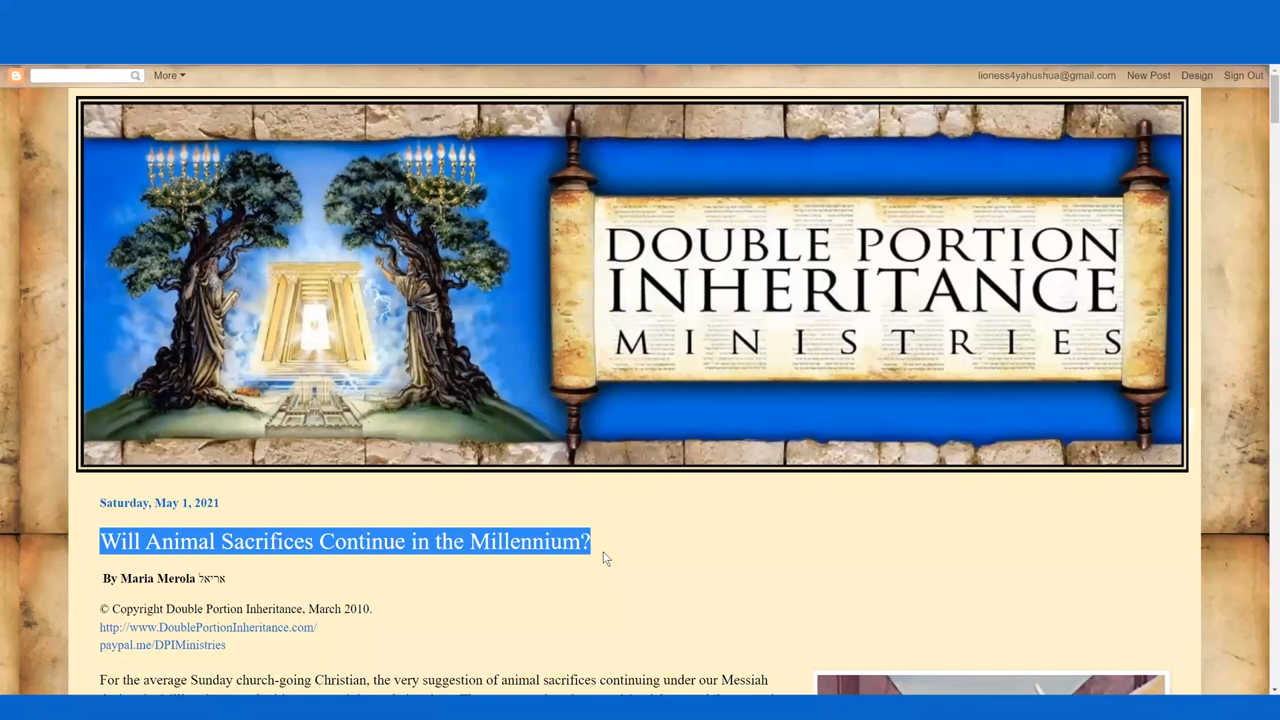 More
lioness4yahushua@gmail.com New Post Design Sign Out
DOUBLE PORTION
INHERITANCE
MINISTRIES
Saturday, May 1, 2021
Will Animal Sacrifices Continue in the Millennium?
By Maria Merola אריאל
© Copyright Double Portion Inheritance, March 2010.
http://www.DoublePortionInheritance.com/
paypal.me/DPIMinistries
For the average Sunday church-going Christian, the very suggestion of animal sacrifices continuing under our Messiah